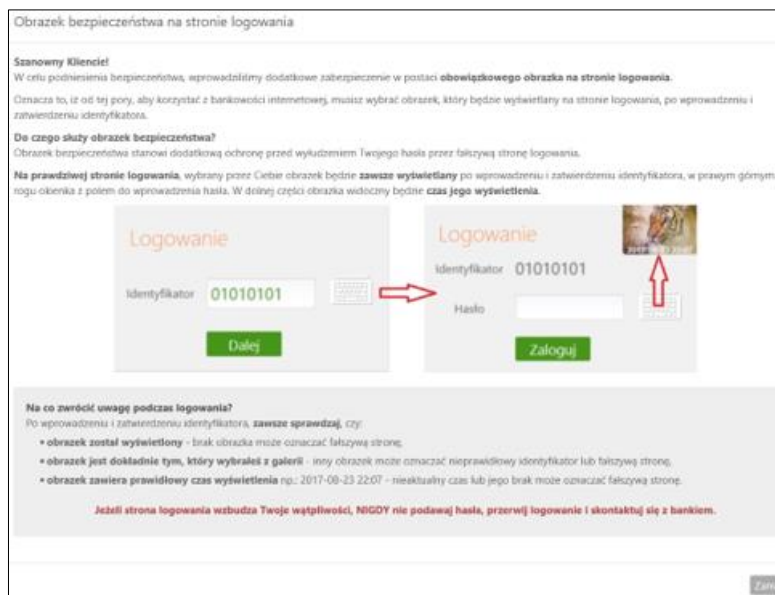 Obrazek bezpieczeństwa na stronie logowania
Szanowny Kliencie!
W celu podniesienia bezpieczeństwa, wprowadziliśmy dodatkowe zabezpieczenie w postaci obowiązkowego obrazka na stronie logowania.
Oznacza to, iż od tej pory, aby korzystać z bankowości internetowej, musisz wybrać obrazek, który będzie wyświetlany na stronie logowania, po wprowadzeniu i
zatwierdzeniu identyfikatora.
Do czego służy obrazek bezpieczeństwa?
Obrazek bezpieczeństwa stanowi dodatkową ochronę przed wyłudzeniem Twojego hasła przez fałszywą stronę logowania.
Na prawdziwej stronie logowania, wybrany przez Ciebie obrazek będzie zawsze wyświetlany po wprowadzeniu i zatwierdzeniu identyfikatora, w prawym górnym
rogu okienka z polem do wprowadzenia hasła. W dolnej części obrazka widoczny będzie czas jego wyświetlenia.
Logowanie
Identyfikator 01010101
Dalej
Logowanie
Identyfikator 01010101
Hasło
Zaloguj
Na co zwrócić uwagę podczas logowania?
Po wprowadzeniu i zatwierdzeniu identyfikatora, zawsze sprawdzaj, czy:
• obrazek został wyświetlony - brak obrazka może oznaczać fałszywą stronę,
• obrazek jest dokładnie tym, który wybrałeś z galerii - inny obrazek może oznaczać nieprawidłowy identyfikator lub fałszywą stronę,
• obrazek zawiera prawidłowy czas wyświetlenia np.: 2017-08-23 22:07 - nieaktualny czas lub jego brak może oznaczać fałszywą stronę.
Jeżeli strona logowania wzbudza Twoje wątpliwości, NIGDY nie podawaj hasła, przerwij logowanie i skontaktuj się z bankiem.